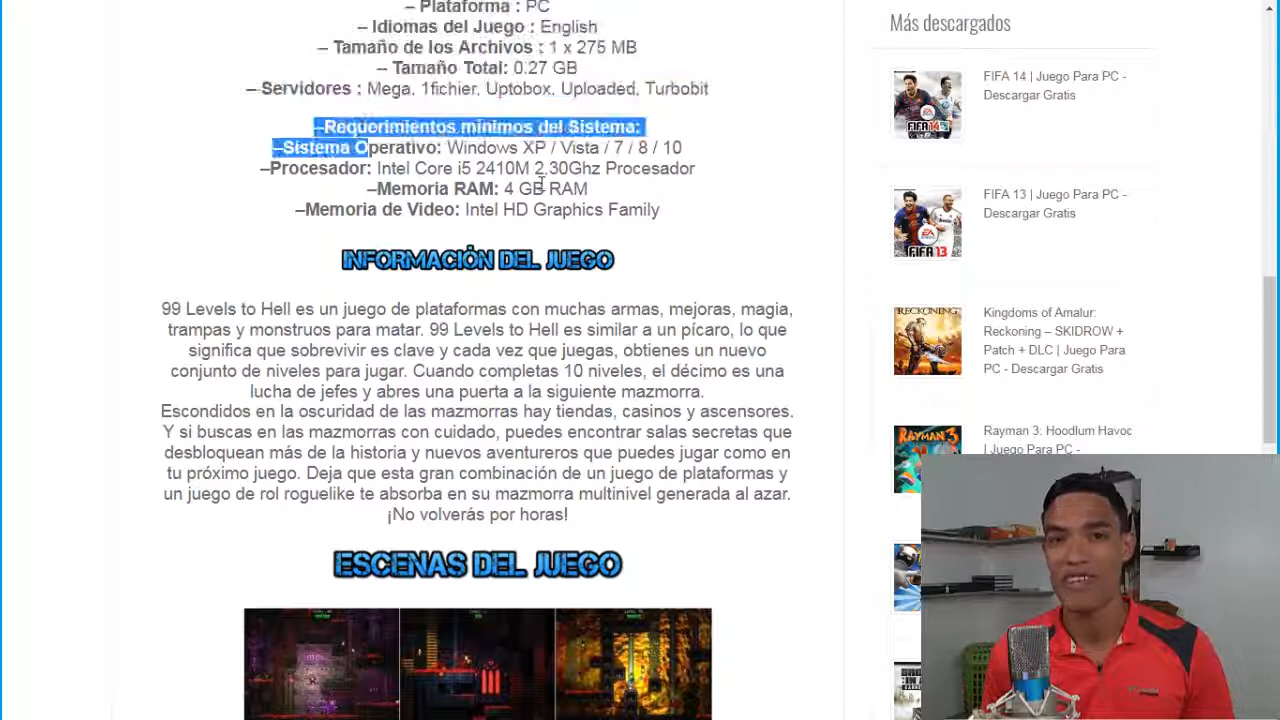 – Plataforma : PC
– Idiomas del Juego : English
– Tamaño de los Archivos : 1 x 275 MB
– Tamaño Total: 0.27 GB
– Servidores : Mega, 1fichier, Uptobox, Uploaded, Turbobit
–Requerimientos mínimos del Sistema:
–Sistema Operativo: Windows XP / Vista / 7 / 8 / 10
–Procesador: Intel Core i5 2410M 2.30Ghz Procesador
–Memoria RAM: 4 GB RAM
–Memoria de Video: Intel HD Graphics Family
INFORMACIÓN DEL JUEGO
99 Levels to Hell es un juego de plataformas con muchas armas, mejoras, magia,
trampas y monstruos para matar. 99 Levels to Hell es similar a un pícaro, lo que
significa que sobrevivir es clave y cada vez que juegas, obtienes un nuevo
conjunto de niveles para jugar. Cuando completas 10 niveles, el décimo es una
lucha de jefes y abres una puerta a la siguiente mazmorra.
Escondidos en la oscuridad de las mazmorras hay tiendas, casinos y ascensores.
Y si buscas en las mazmorras con cuidado, puedes encontrar salas secretas que
desbloquean más de la historia y nuevos aventureros que puedes jugar como en
tu próximo juego. Deja que esta gran combinación de un juego de plataformas y
un juego de rol roguelike te absorba en su mazmorra multinivel generada al azar.
¡No volverás por horas!
ESCENAS DEL JUEGO
Más descargados
FIFA 14 | Juego Para PC -
Descargar Gratis
EA
FIFA 14
FIFA 13 | Juego Para PC -
Descargar Gratis
EA
FIFA 13
Kingdoms of Amalur:
Reckoning – SKIDROW +
Patch + DLC | Juego Para
PC - Descargar Gratis
RECKONING
Rayman 3: Hoodlum Havoc
| Juego Para PC -
RAYMAN 3